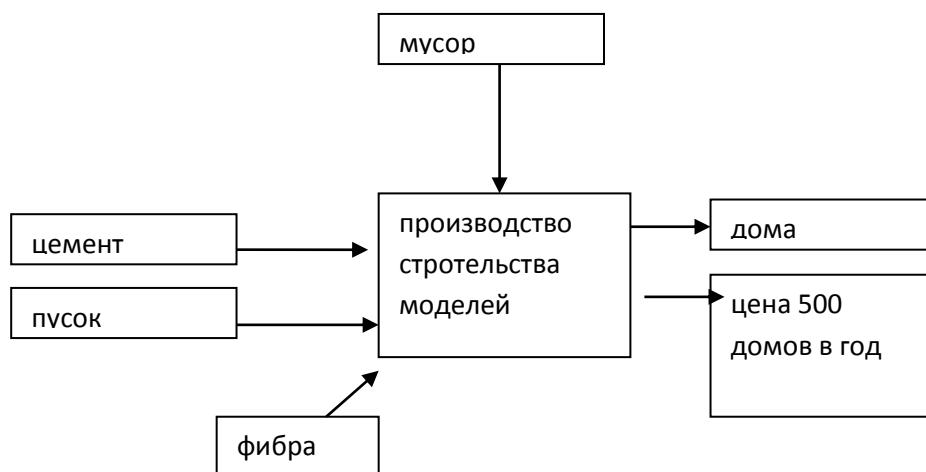 мусор
цемент
пусок
фибра
производство
стротельства
моделей
дома
цена 500
домов в год